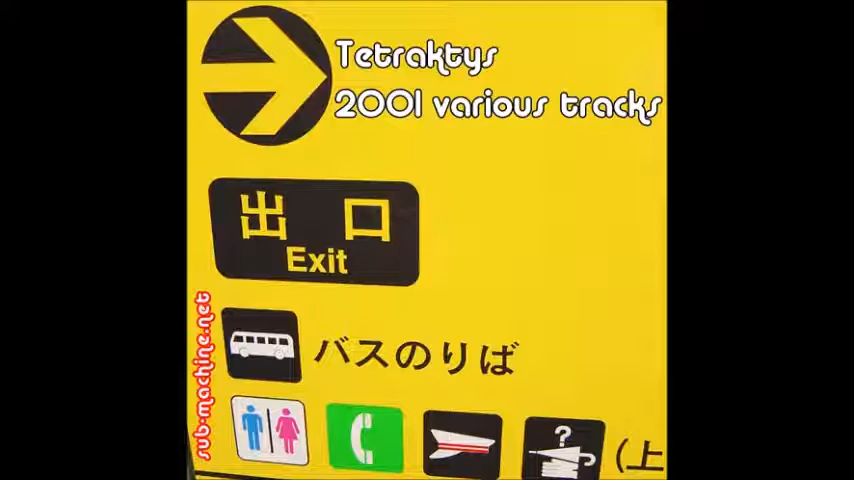 Tetraktys
2001 various tracks
出口
Exit
バスのりば
?
(上
sub-machine.net